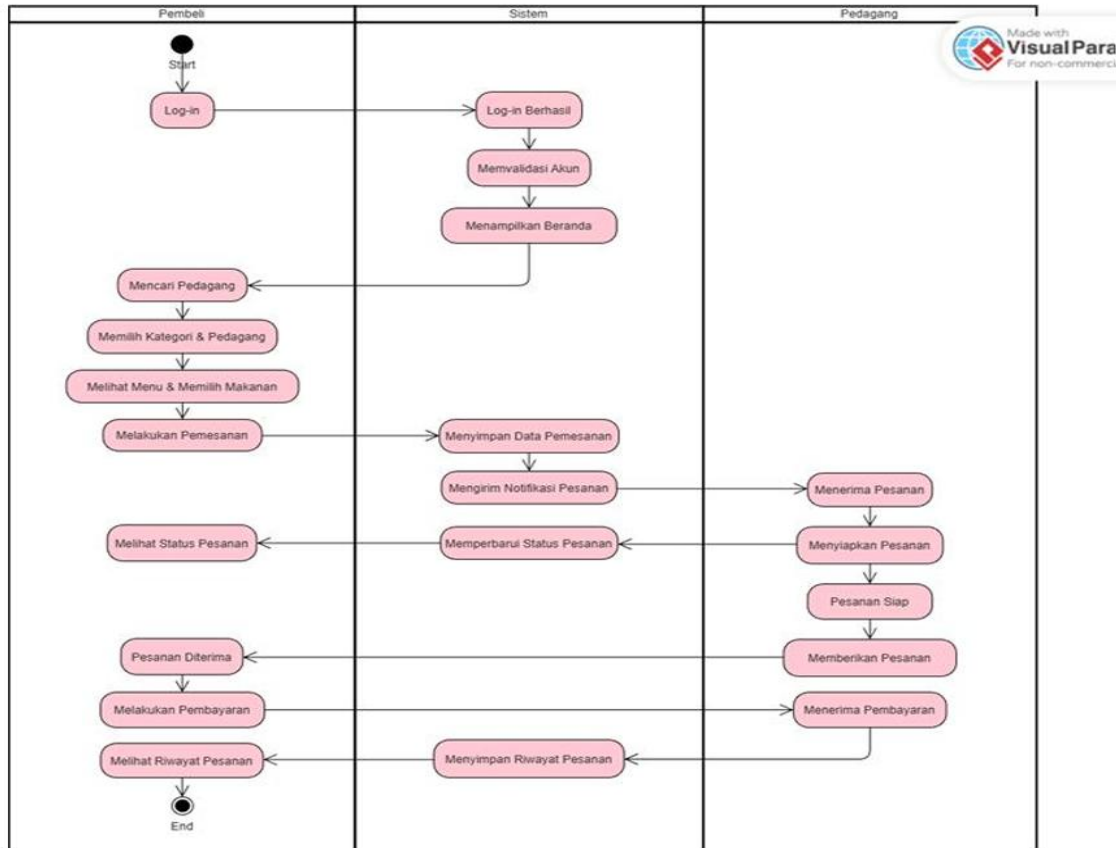 Pembeli
Sistem
Pedagang
Made with
Visual Para
For non-commerci
Start
Log-in
Log-in Berhasil
Memvalidasi Akun
Menampilkan Beranda
Mencari Pedagang
Memilih Kategori & Pedagang
Melihat Menu & Memilih Makanan
Melakukan Pemesanan
Menyimpan Data Pemesanan
Mengirim Notifikasi Pesanan
Menerima Pesanan
Melihat Status Pesanan
Memperbarui Status Pesanan
Menyiapkan Pesanan
Pesanan Siap
Pesanan Diterima
Memberikan Pesanan
Melakukan Pembayaran
Menerima Pembayaran
Melihat Riwayat Pesanan
Menyimpan Riwayat Pesanan
End